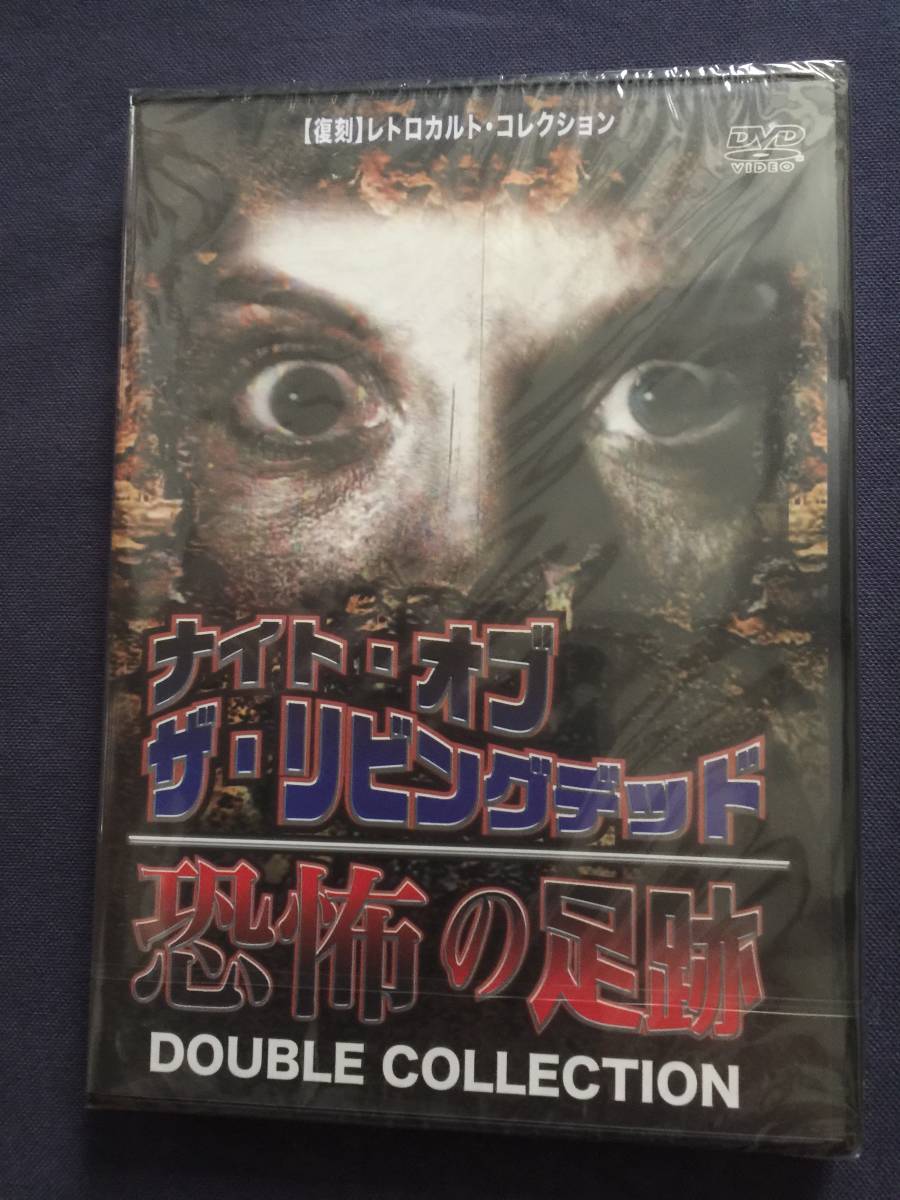 【復刻】レトロカルト・コレクション
DVD
VIDEO
ナイト・オブ
ザ・リビングデッド
恐怖の足跡
DOUBLE COLLECTION